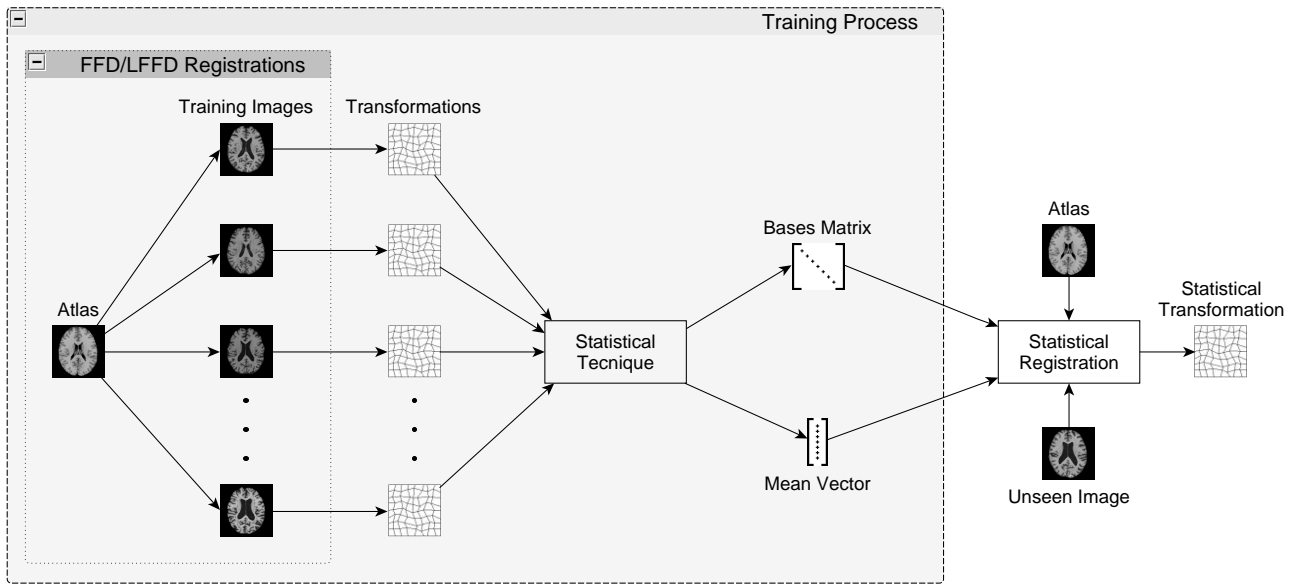 Training Process
FFD/LFFD Registrations
Training Images
Transformations
Atlas
Statistical
Tecnique
Bases Matrix
Mean Vector
Atlas
Statistical
Registration
Unseen Image
Statistical
Transformation